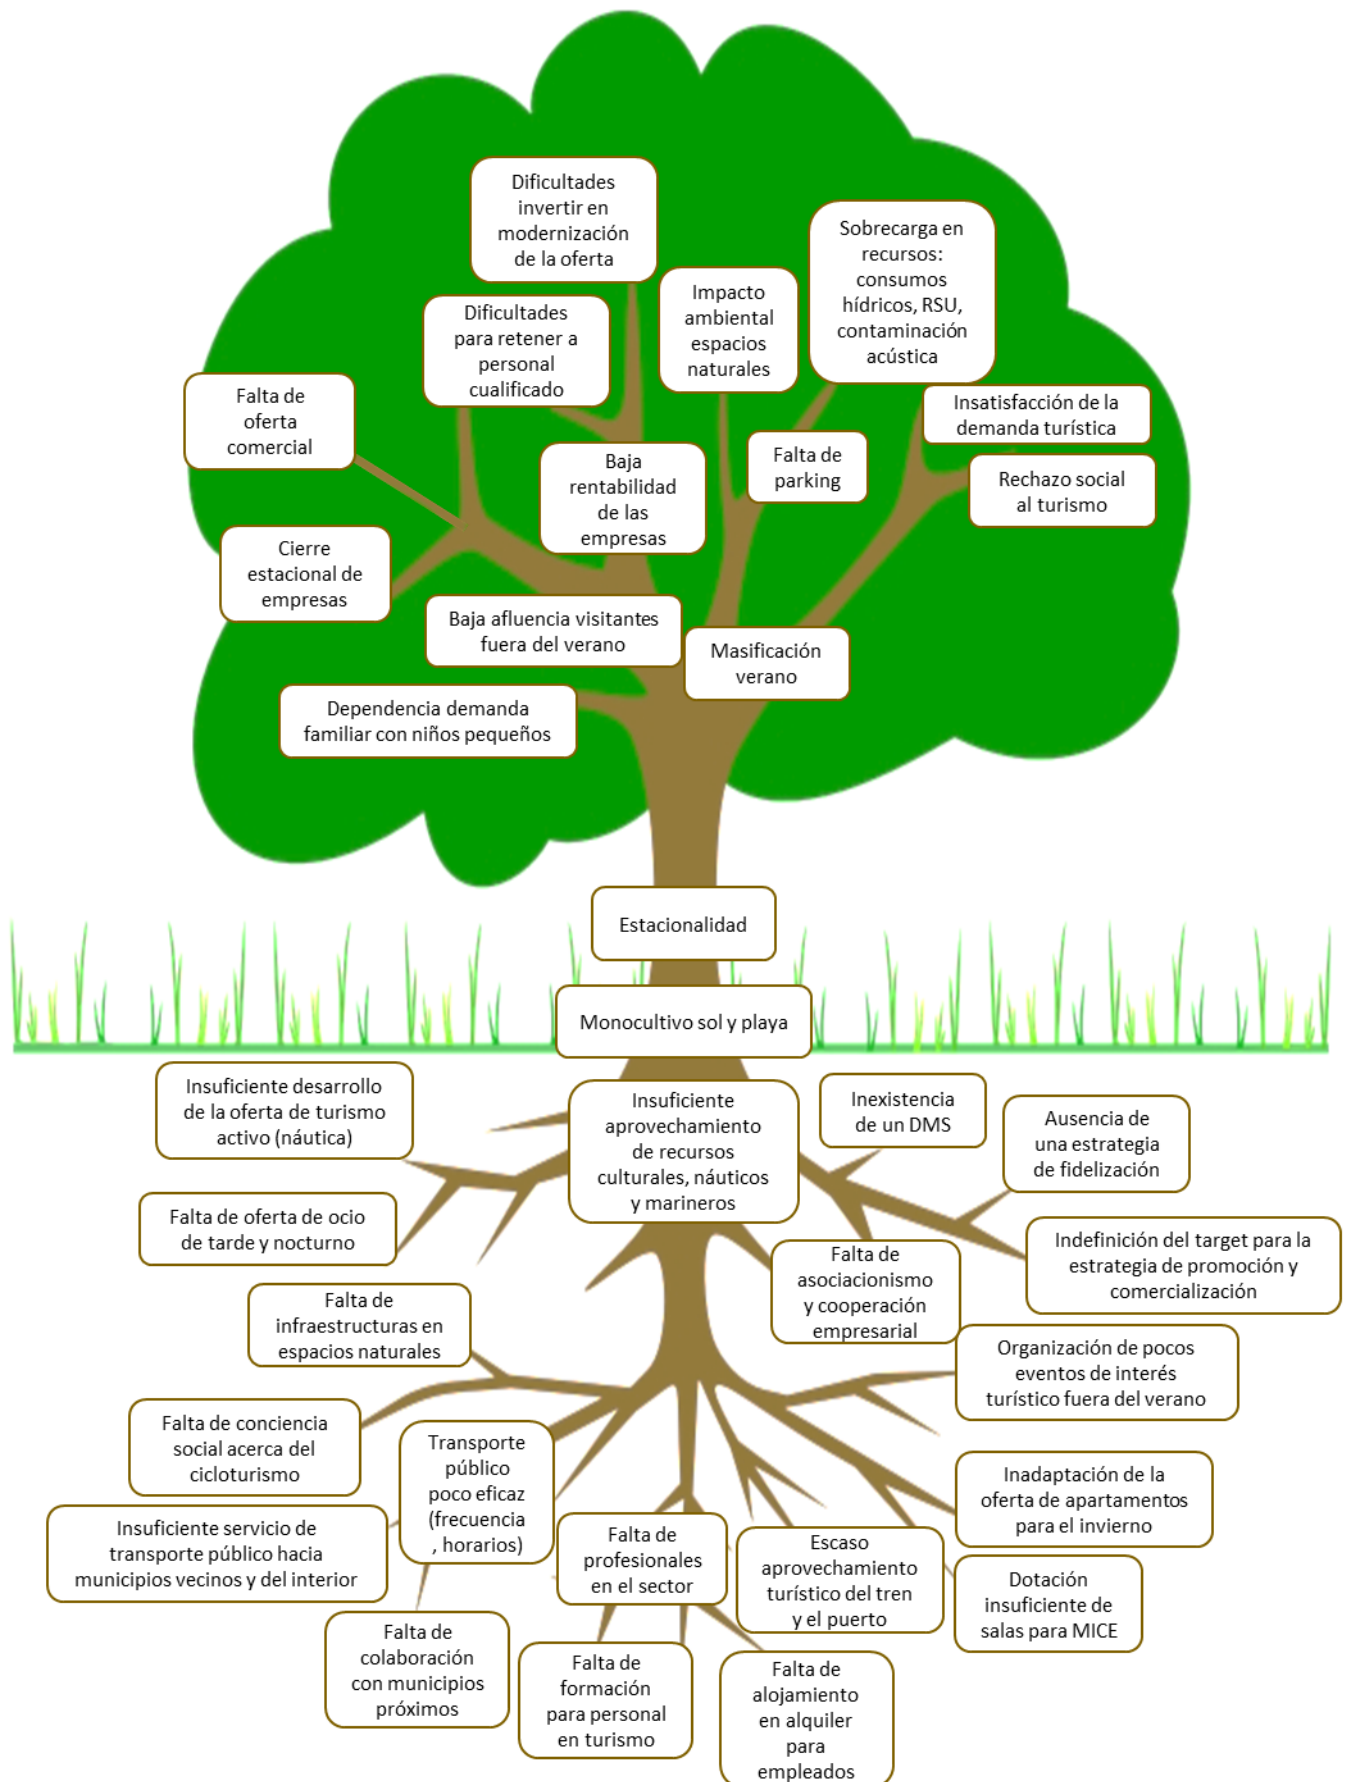 Dificultades
invertir en
modernización
de la oferta
Sobrecarga en
recursos:
consumos
hídricos, RSU,
contaminación
acústica
Impacto
ambiental
espacios
naturales
Dificultades
para retener a
personal
cualificado
Falta de
oferta
comercial
Insatisfacción de la
demanda turística
Falta de
parking
Baja
rentabilidad
de las
empresas
Rechazo social
al turismo
Cierre
estacional de
empresas
Baja afluencia visitantes
fuera del verano
Masificación
verano
Dependencia demanda
familiar con niños pequeños
Estacionalidad
Monocultivo sol y playa
Insuficiente desarrollo
de la oferta de turismo
activo (náutica)
Insuficiente
aprovechamiento
de recursos
culturales, náuticos
y marineros
Inexistencia
de un DMS
Ausencia de
una estrategia
de fidelización
Falta de oferta de ocio
de tarde y nocturno
Indefinición del target para la
estrategia de promoción y
comercialización
Falta de
asociacionismo
y cooperación
empresarial
Falta de
infraestructuras en
espacios naturales
Organización de pocos
eventos de interés
turístico fuera del verano
Falta de conciencia
social acerca del
cicloturismo
Transporte
público
poco eficaz
(frecuencia
, horarios)
Inadaptación de la
oferta de apartamentos
para el invierno
Insuficiente servicio de
transporte público hacia
municipios vecinos y del interior
Falta de
profesionales
en el sector
Escaso
aprovechamiento
turístico del tren
y el puerto
Dotación
insuficiente de
salas para MICE
Falta de
colaboración
con municipios
próximos
Falta de
formación
para personal
en turismo
Falta de
alojamiento
en alquiler
para
empleados